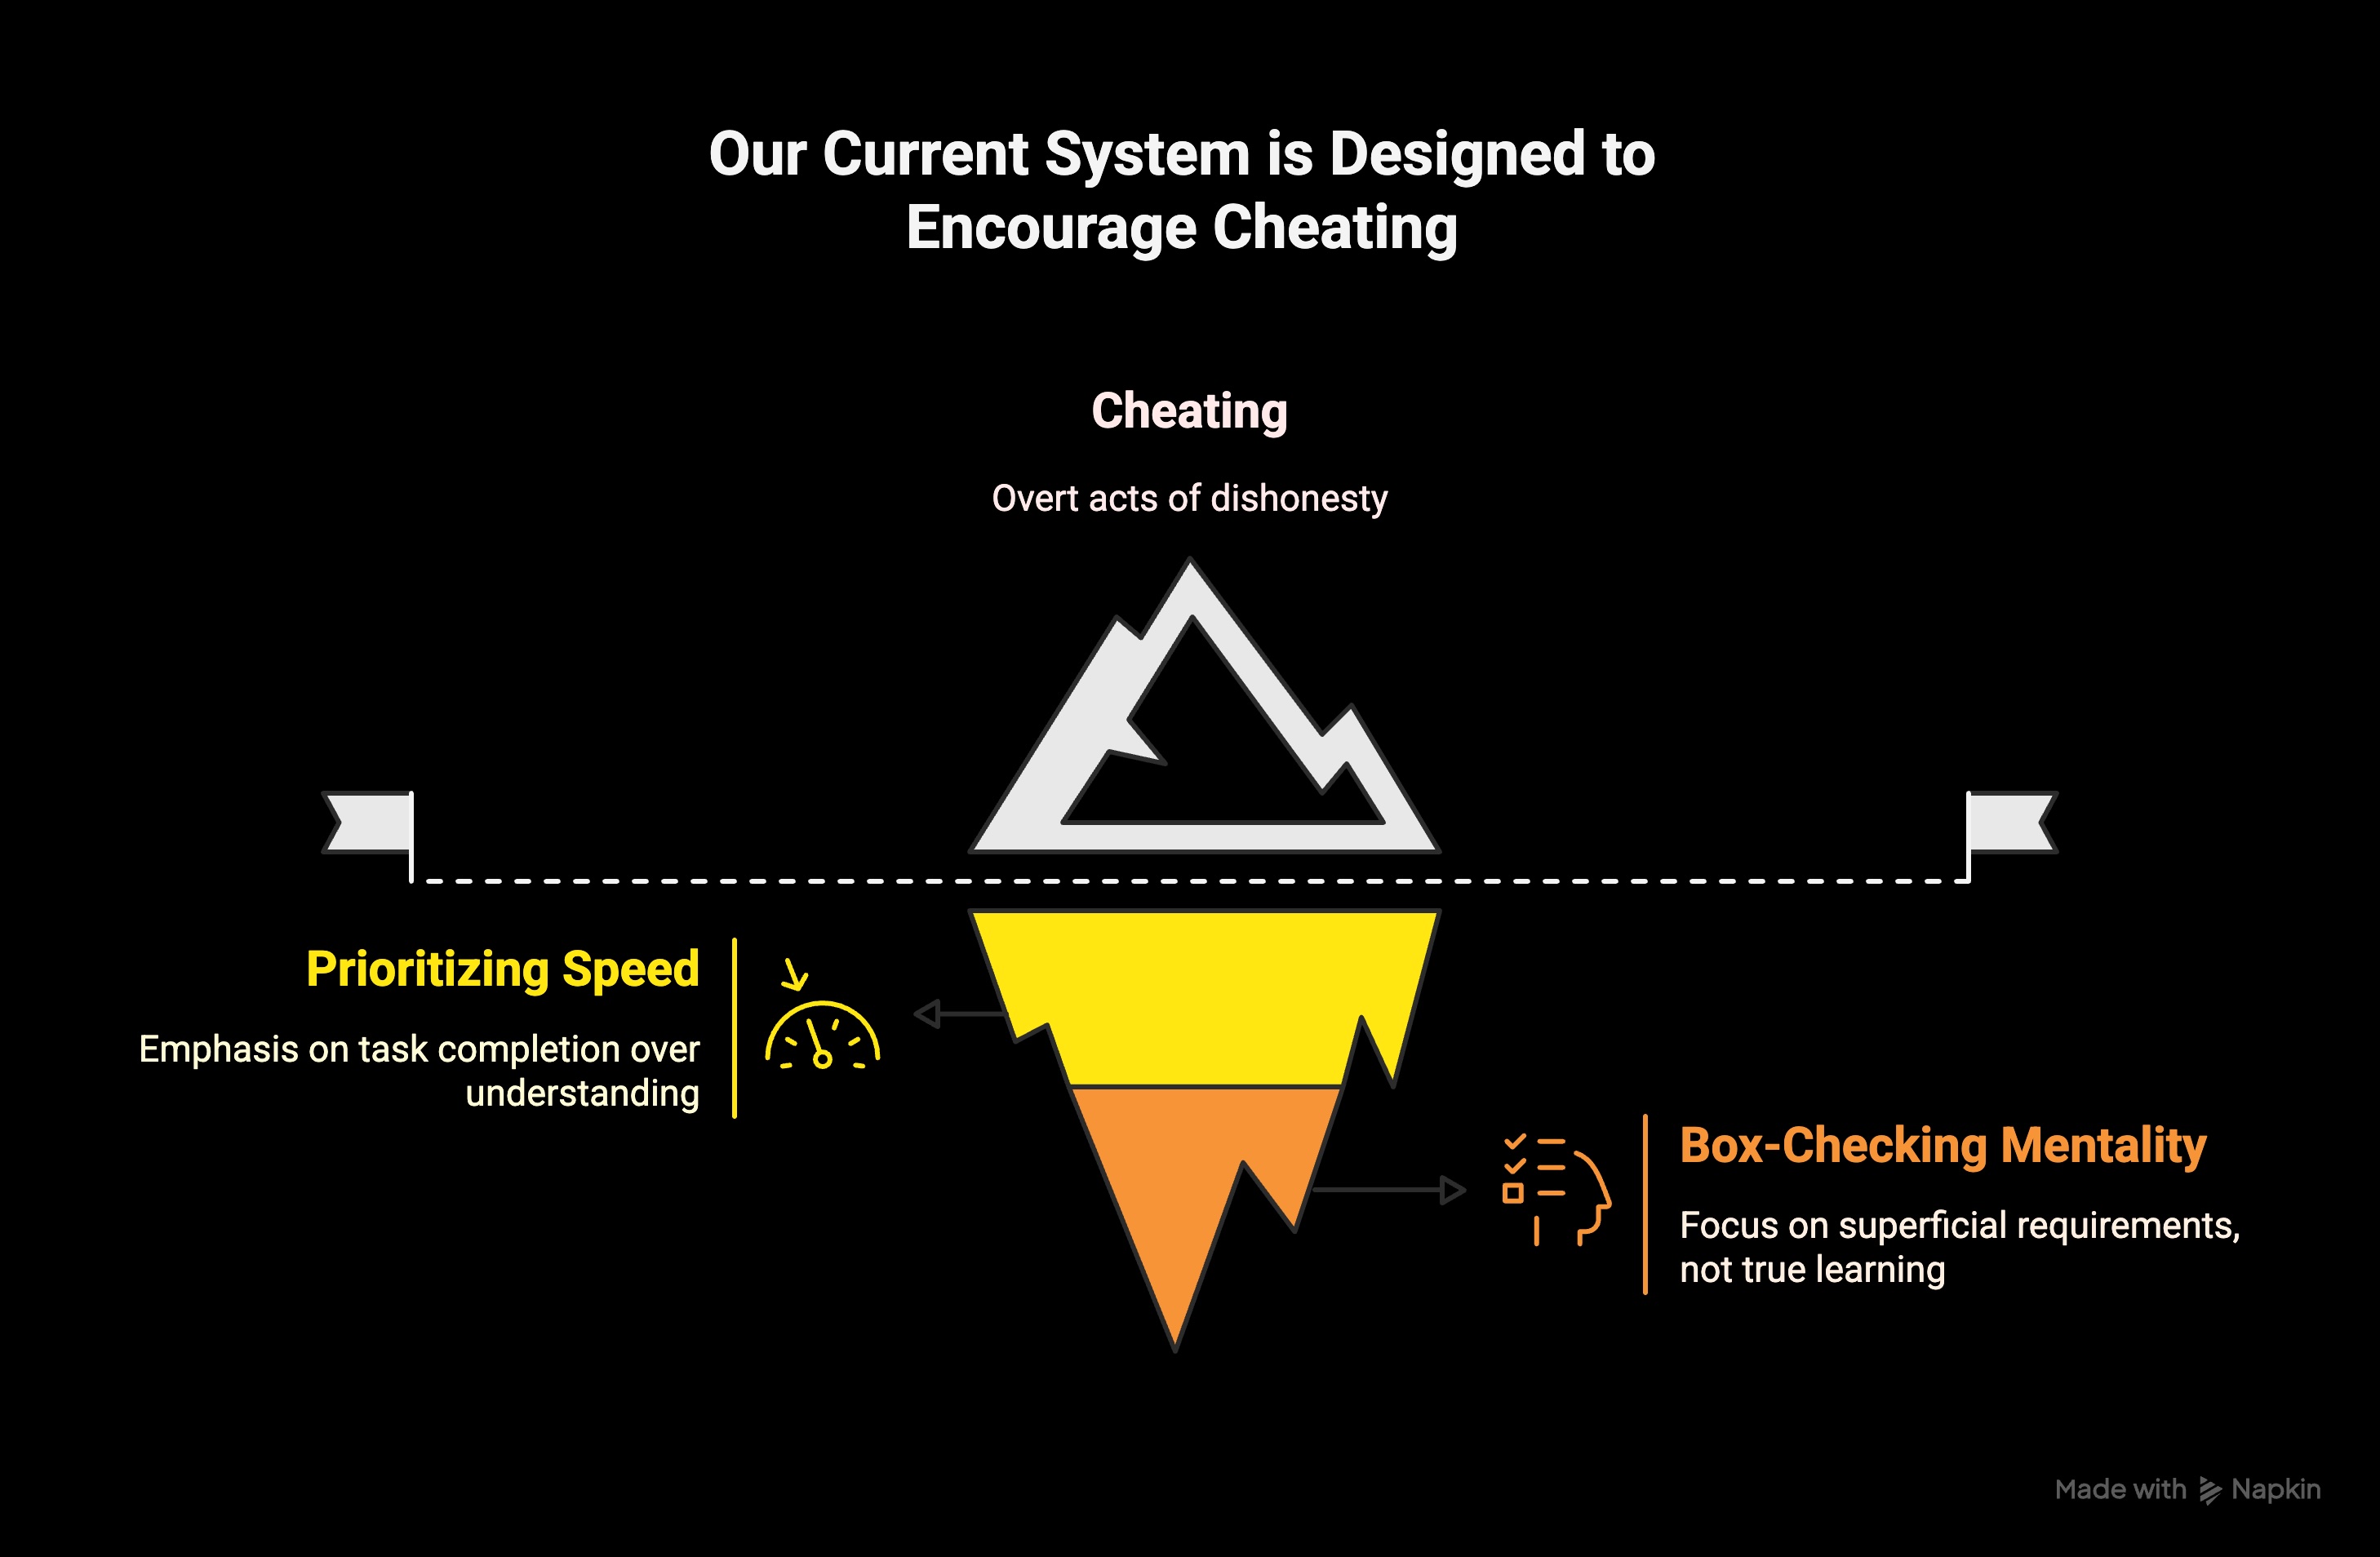 Our Current System is Designed to
Encourage Cheating
Cheating
Overt acts of dishonesty
Prioritizing Speed
Emphasis on task completion over
understanding
Box-Checking Mentality
Focus on superficial requirements,
not true learning
Made with Napkin